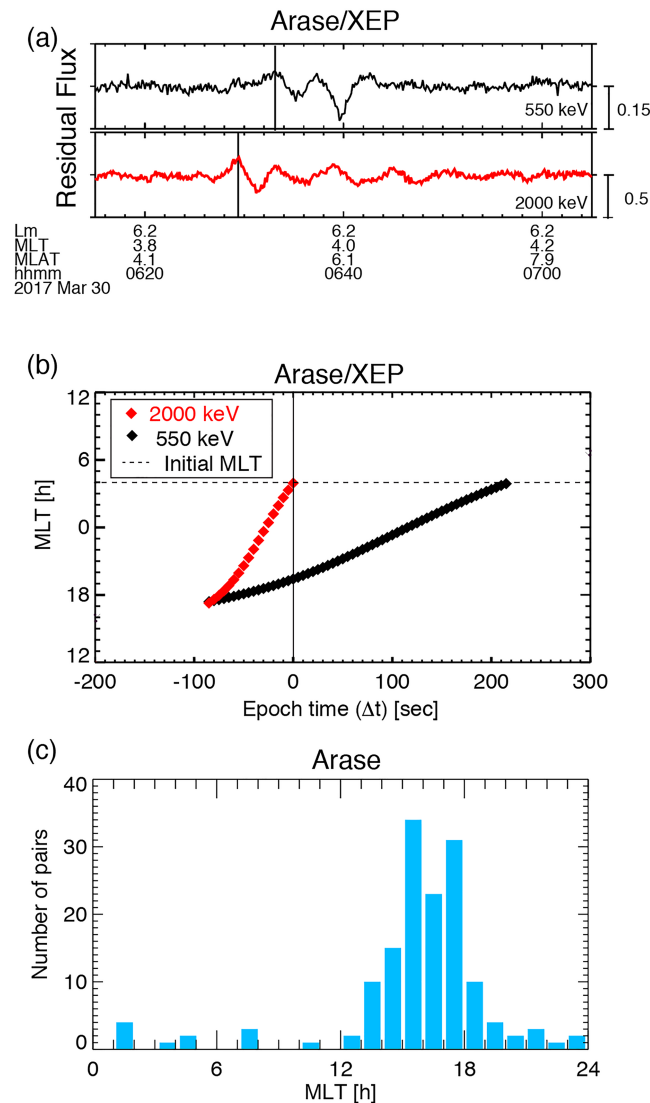 (a)
Arase/XEP
Residual Flux
550 keV
0.15
2000 keV
0.5
Lm 6.2 6.2 6.2
MLT 3.8 4.0 4.2
MLAT 4.1 6.1 7.9
hhmm 0620 0640 0700
2017 Mar 30
(b)
Arase/XEP
2000 keV
550 keV
Initial MLT
MLT [h]
12
6
0
18
12
-200 -100 0 100 200 300
Epoch time (Δt) [sec]
(c)
Arase
Number of pairs
40
30
20
10
0
0 6 12 18 24
MLT [h]